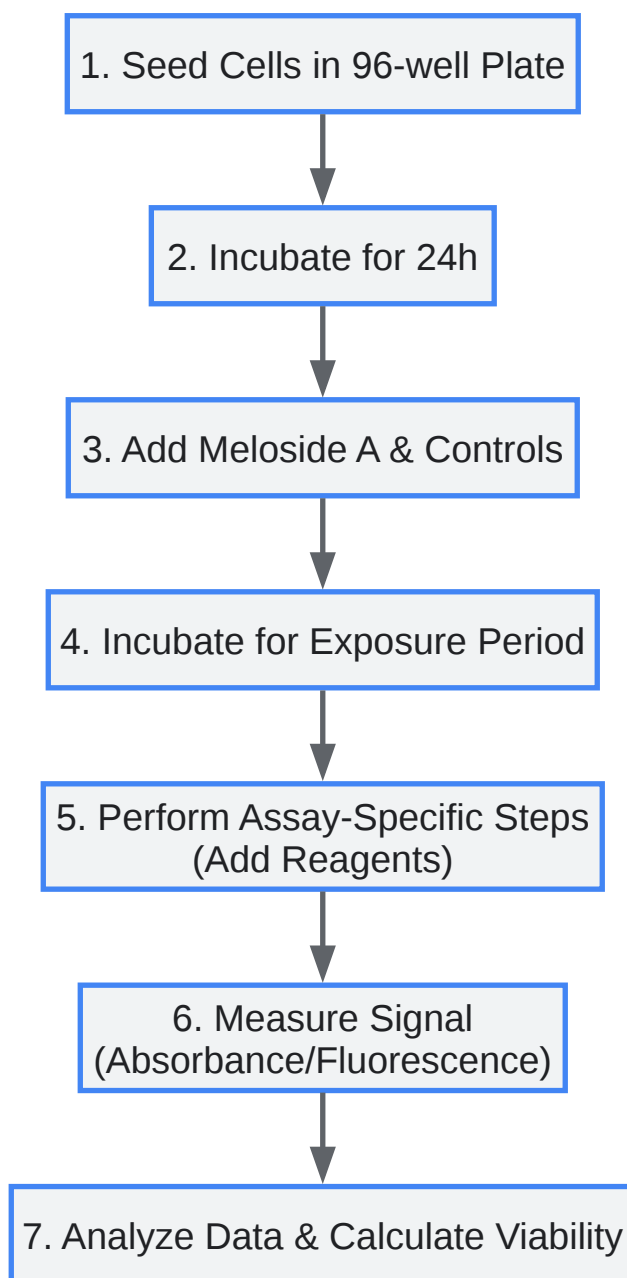 1. Seed Cells in 96-well Plate
2. Incubate for 24h
3. Add Meloside A & Controls
4. Incubate for Exposure Period
5. Perform Assay-Specific Steps
(Add Reagents)
6. Measure Signal
(Absorbance/Fluorescence)
7. Analyze Data & Calculate Viability